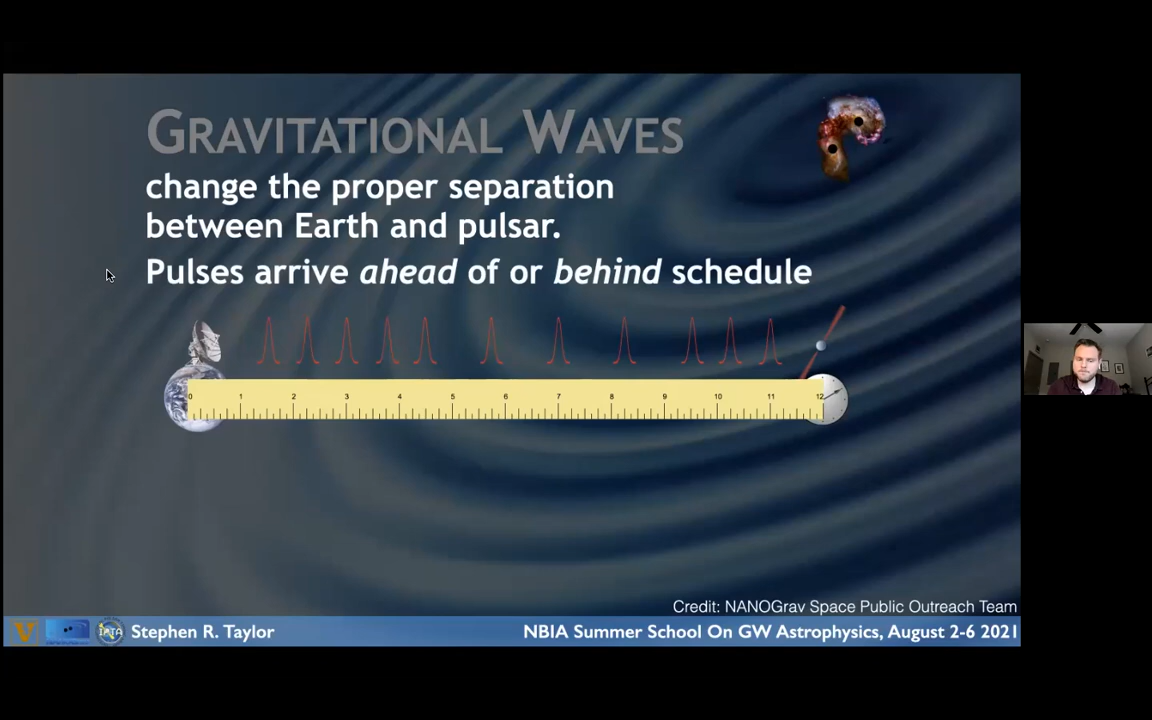 GRAVITATIONAL WAVES
change the proper separation
between Earth and pulsar.
Pulses arrive ahead of or behind schedule
0 1 2 3 4 5 6 7 8 9 10 11 12
Credit: NANOGrav Space Public Outreach Team
V IPTA Stephen R. Taylor NBIA Summer School On GW Astrophysics, August 2-6 2021